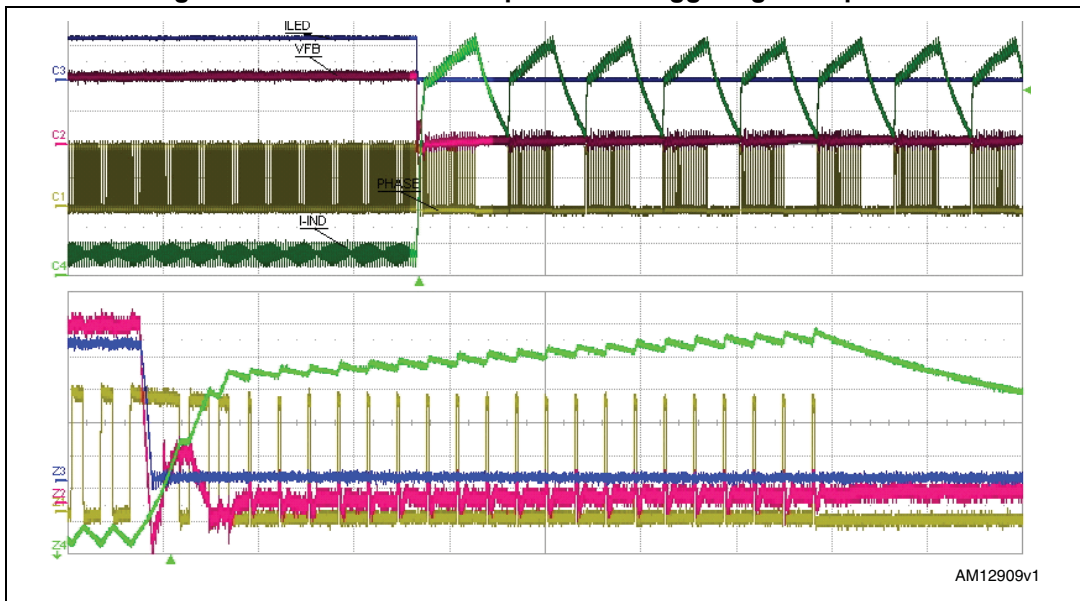 ILED
VFB
C3
C2
PHASE
C1
I-IND
C4
Z3
Z4
AM12909v1